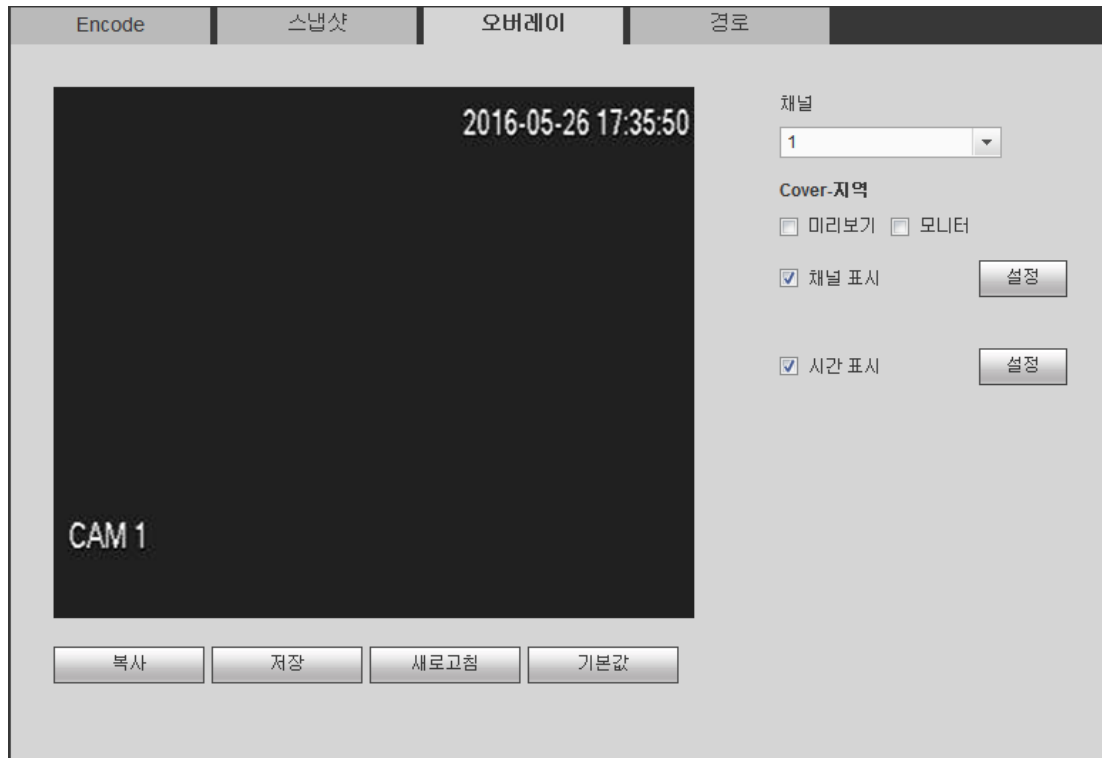 Encode 스냅샷 오버레이 경로
2016-05-26 17:35:50
CAM 1
채널
1
Cover-지역
미리보기 모니터
채널 표시 설정
시간 표시 설정
복사 저장 새로고침 기본값